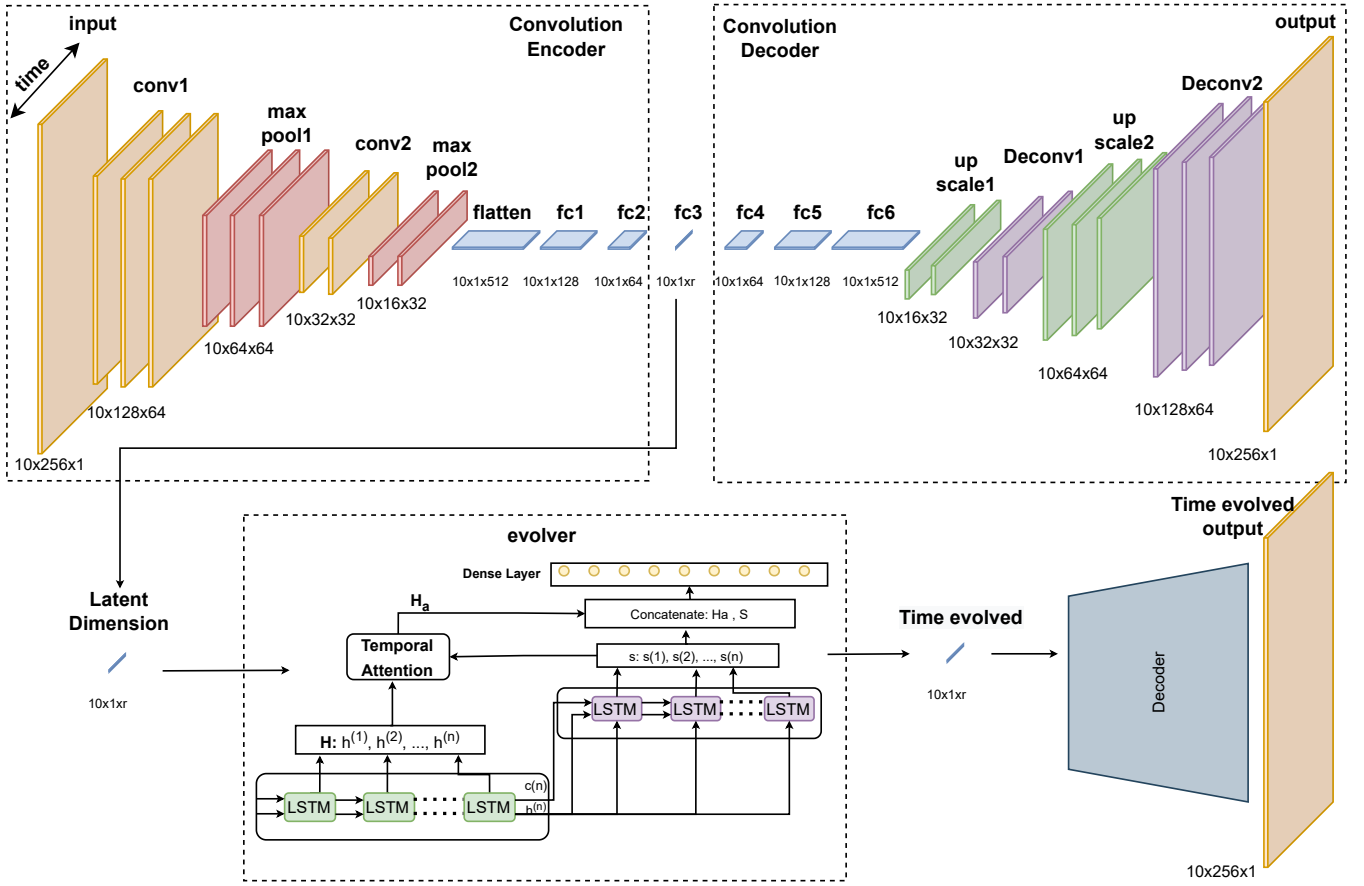 input
time
conv1
max
pool1
conv2
max
pool2
Convolution
Encoder
flatten
fc1
fc2
fc3
10x256x1
10x128x64
10x64x64
10x32x32
10x16x32
10x1x512
10x1x128
10x1x64
10x1xr
Convolution
Decoder
fc4
fc5
fc6
up
scale1
Deconv1
up
scale2
Deconv2
output
10x1x64
10x1x128
10x1x512
10x16x32
10x32x32
10x64x64
10x128x64
10x256x1
Latent
Dimension
10x1xr
evolver
Dense Layer
Hₐ
Concatenate: Ha , S
Temporal
Attention
s: s(1), s(2), ..., s(n)
LSTM
LSTM
LSTM
H: h⁽¹⁾, h⁽²⁾, ..., h⁽ⁿ⁾
c(n)
h⁽ⁿ⁾
LSTM
LSTM
LSTM
Time evolved
10x1xr
Decoder
Time evolved
output
10x256x1